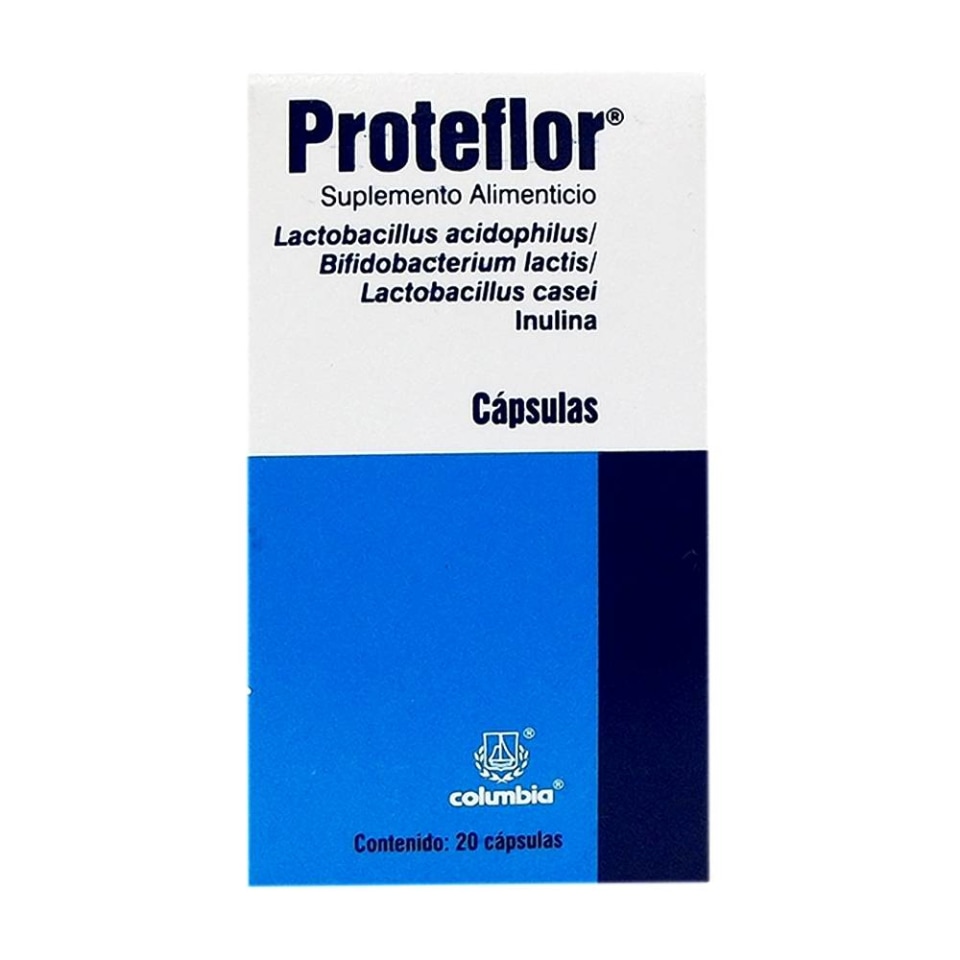 Proteflor®
Suplemento Alimenticio
Lactobacillus acidophilus/
Bifidobacterium lactis/
Lactobacillus casei
Inulina
Cápsulas
®
columbia®
Contenido: 20 cápsulas